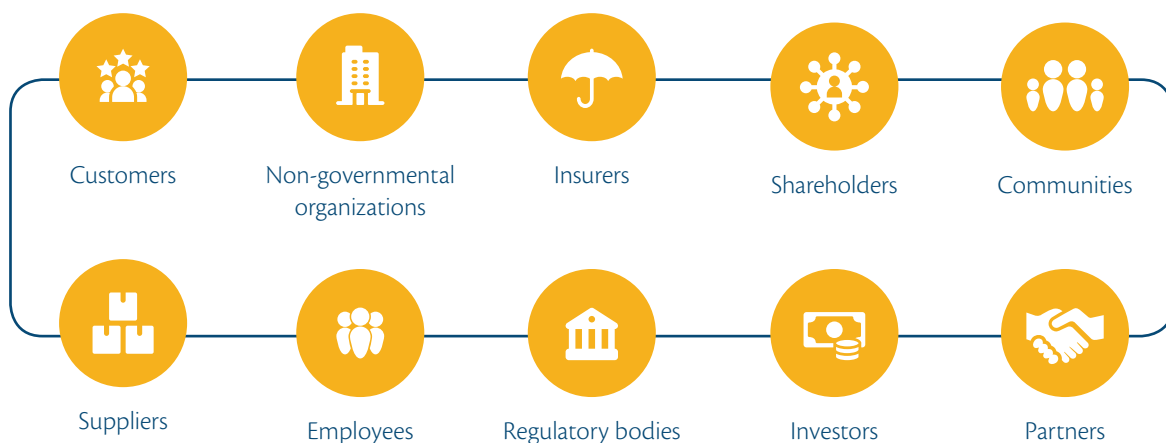 Customers
Non-governmental
organizations
Insurers
Shareholders
Communities
Suppliers
Employees
Regulatory bodies
Investors
Partners